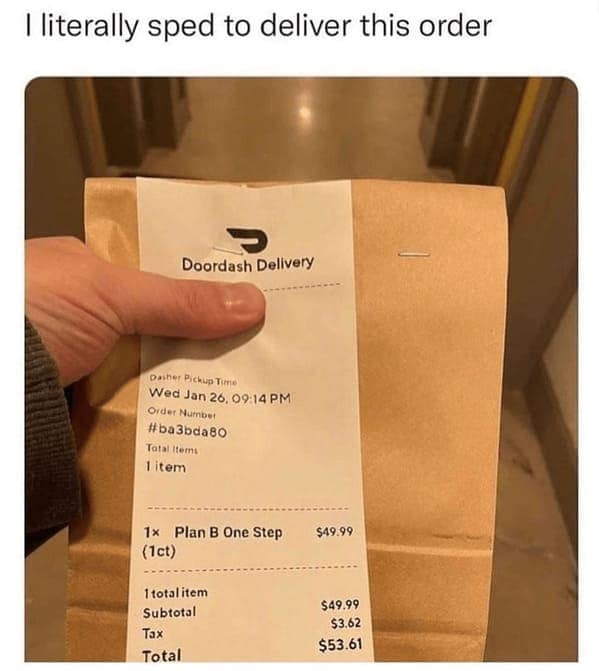 I literally sped to deliver this order
Doordash Delivery
Dasher Pickup Time
Wed Jan 26, 09:14 PM
Order Number
#ba3bda80
Total Items
1 item
1x Plan B One Step $49.99
(1ct)
1 total item
Subtotal $49.99
Tax $3.62
Total $53.61